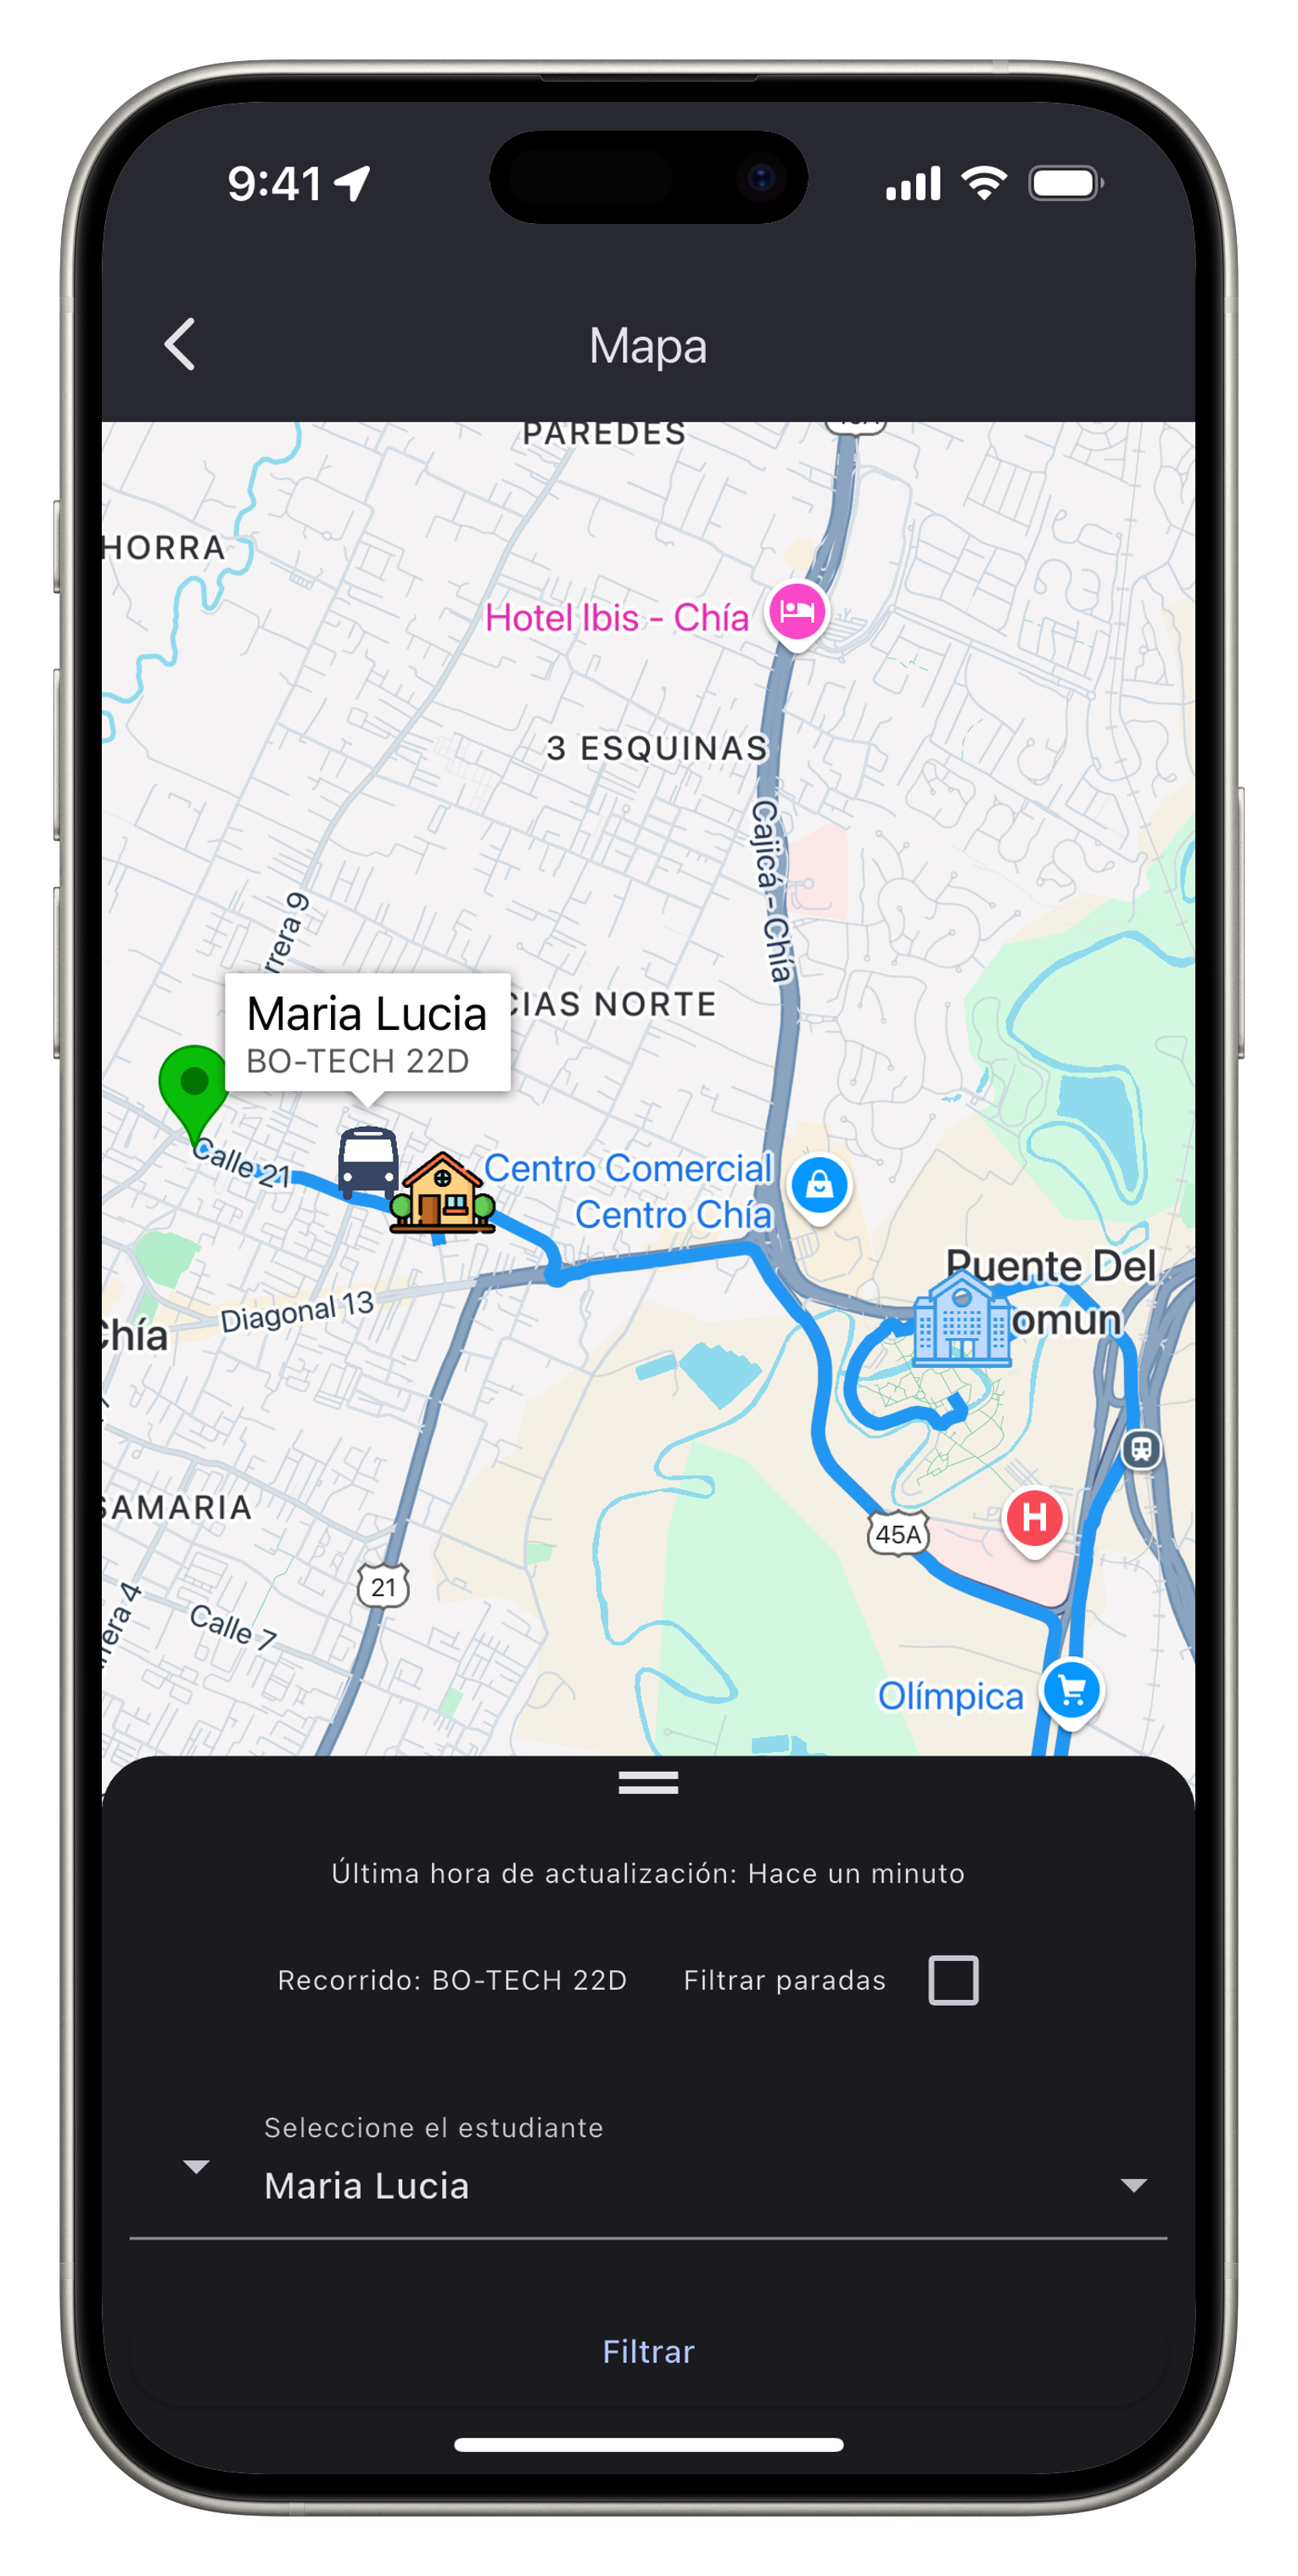 9:41
Mapa
PAREDES
HORRA
Hotel Ibis - Chía
3 ESQUINAS
Cajicá - Chía
rrera 9
Maria Lucia
BO-TECH 22D
CIAS NORTE
Calle 21
Centro Comercial
Centro Chía
Puente Del
omun
Diagonal 13
Chía
SAMARIA
45A
H
21
rrera 4
Calle 7
Olímpica
Última hora de actualización: Hace un minuto
Recorrido: BO-TECH 22D
Filtrar paradas
Seleccione el estudiante
Maria Lucia
Filtrar